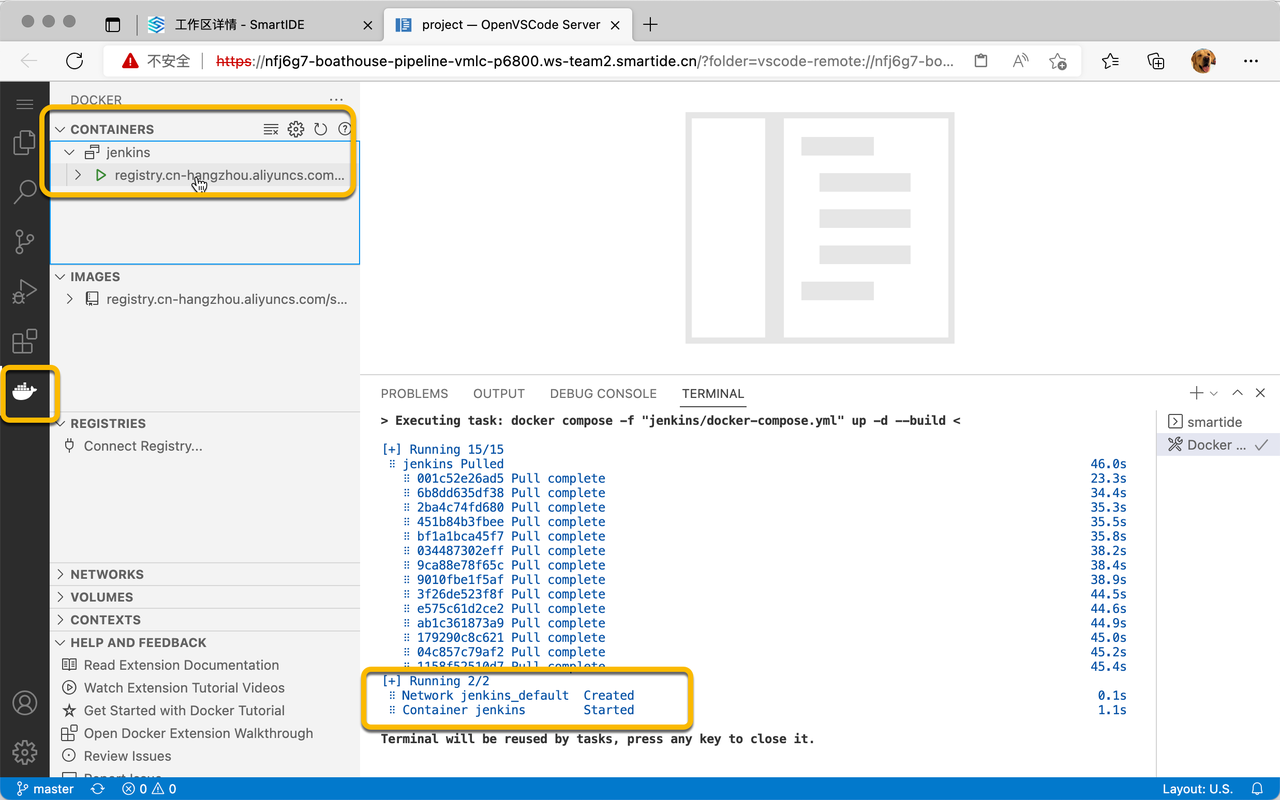 工作区详情 - SmartIDE
project — OpenVSCode Server
不安全
https://nfj6g7-boathouse-pipeline-vmlc-p6800.ws-team2.smartide.cn/?folder=vscode-remote://nfj6g7-bo...
DOCKER
CONTAINERS
jenkins
registry.cn-hangzhou.aliyuncs.com...
IMAGES
registry.cn-hangzhou.aliyuncs.com/s...
REGISTRIES
Connect Registry...
NETWORKS
VOLUMES
CONTEXTS
HELP AND FEEDBACK
Read Extension Documentation
Watch Extension Tutorial Videos
Get Started with Docker Tutorial
Open Docker Extension Walkthrough
Review Issues
Report Issue
PROBLEMS OUTPUT DEBUG CONSOLE TERMINAL
> Executing task: docker compose -f "jenkins/docker-compose.yml" up -d --build <
[+] Running 15/15
jenkins Pulled 46.0s
001c52e26ad5 Pull complete 23.3s
6b8dd635df38 Pull complete 34.4s
2ba4c74fd680 Pull complete 35.3s
451b84b3fbee Pull complete 35.5s
bf1a1bca45f7 Pull complete 35.8s
034487302eff Pull complete 38.2s
9ca88e78f65c Pull complete 38.4s
9010fbe1f5af Pull complete 38.9s
3f26de523f8f Pull complete 44.5s
e575c61d2ce2 Pull complete 44.6s
ab1c361873a9 Pull complete 44.9s
179290c8c621 Pull complete 45.0s
04c857c79af2 Pull complete 45.2s
1158f52510d7 Pull complete 45.4s
[+] Running 2/2
Network jenkins_default Created 0.1s
Container jenkins Started 1.1s
Terminal will be reused by tasks, press any key to close it.
smartide
Docker ...
master
0
0
Layout: U.S.